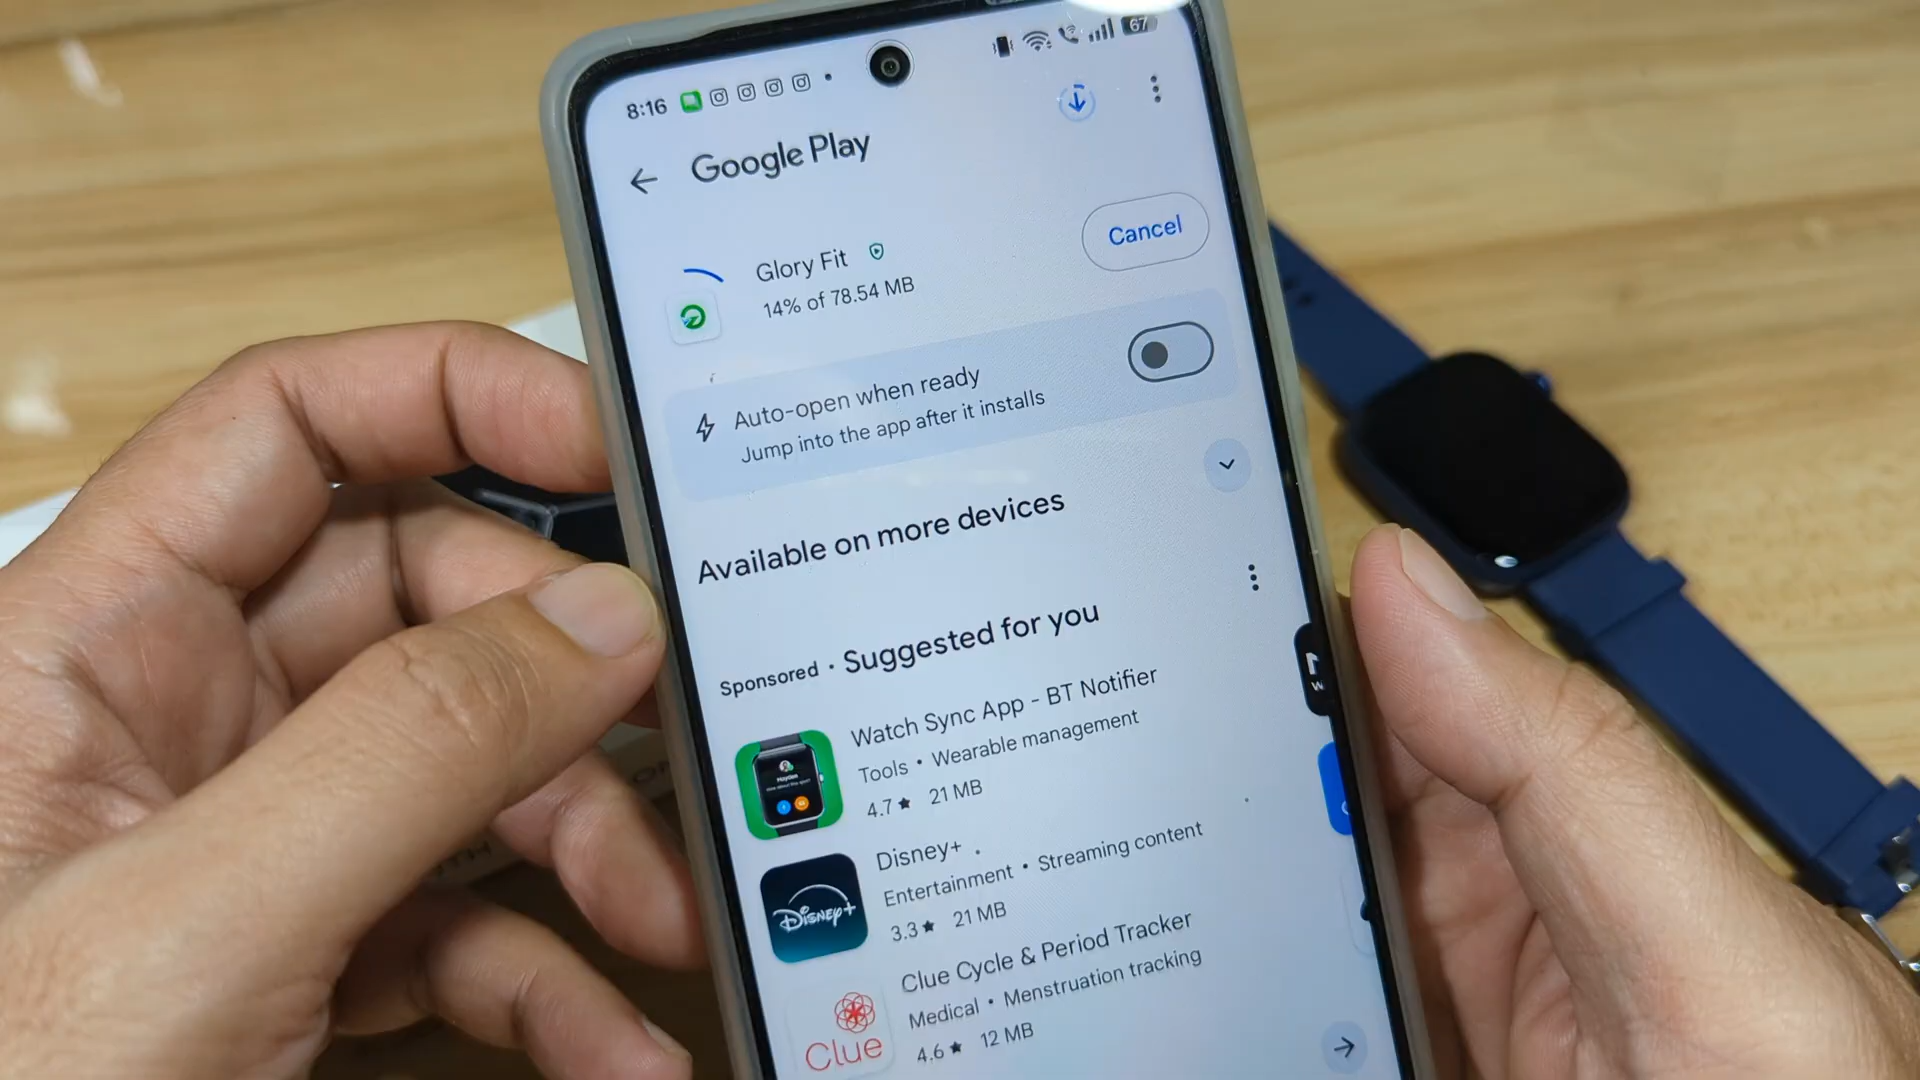 8:16
67
Google Play
Glory Fit
14% of 78.54 MB
Cancel
Auto-open when ready
Jump into the app after it installs
Available on more devices
Sponsored · Suggested for you
Watch Sync App - BT Notifier
Tools • Wearable management
4.7★ 21 MB
Disney+
Disney+
Entertainment • Streaming content
3.3★ 21 MB
Clue Cycle & Period Tracker
Medical • Menstruation tracking
4.6★ 12 MB
Clue